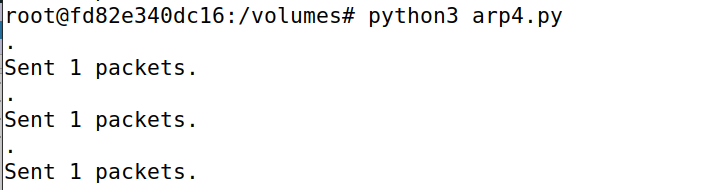 root@fd82e340dc16:/volumes# python3 arp4.py
.
Sent 1 packets.
.
Sent 1 packets.
.
Sent 1 packets.